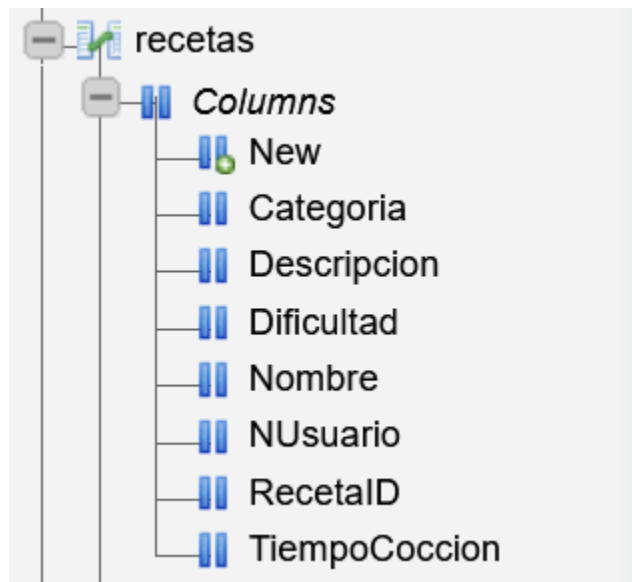 recetas
Columns
New
Categoria
Descripcion
Dificultad
Nombre
NUsuario
RecetaID
TiempoCoccion